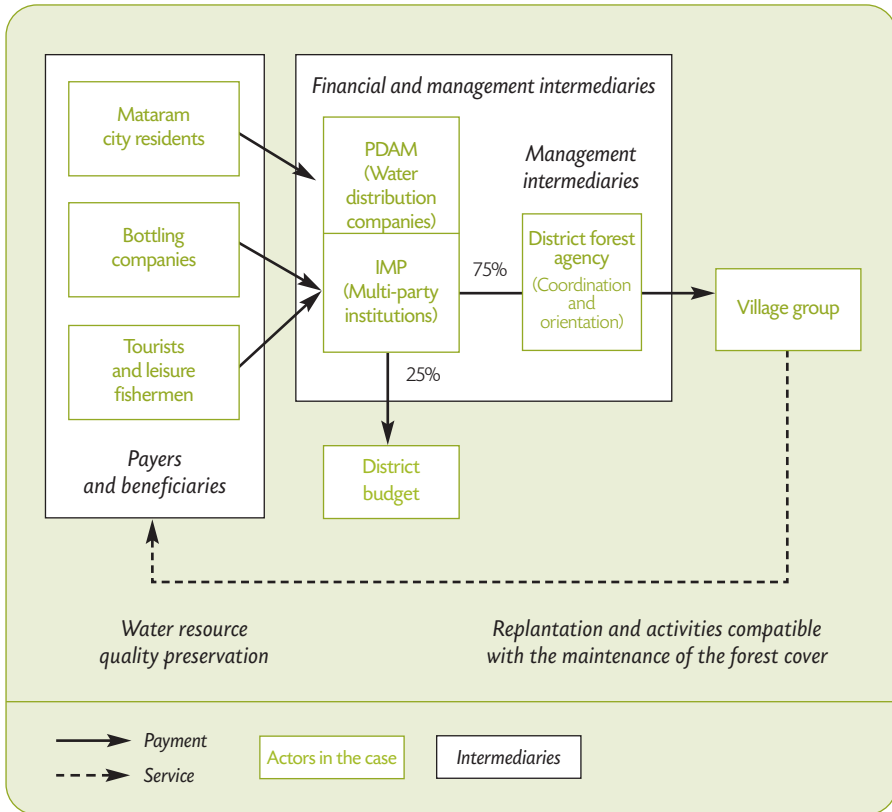 Mataram
city residents
Bottling
companies
Tourists
and leisure
fishermen
Payers
and beneficiaries
Financial and management intermediaries
PDAM
(Water
distribution
companies)
IMP
(Multi-party
institutions)
75%
25%
Management
intermediaries
District forest
agency
(Coordination
and
orientation)
Village group
District
budget
Water resource
quality preservation
Replantation and activities compatible
with the maintenance of the forest cover
Payment
Service
Actors in the case
Intermediaries